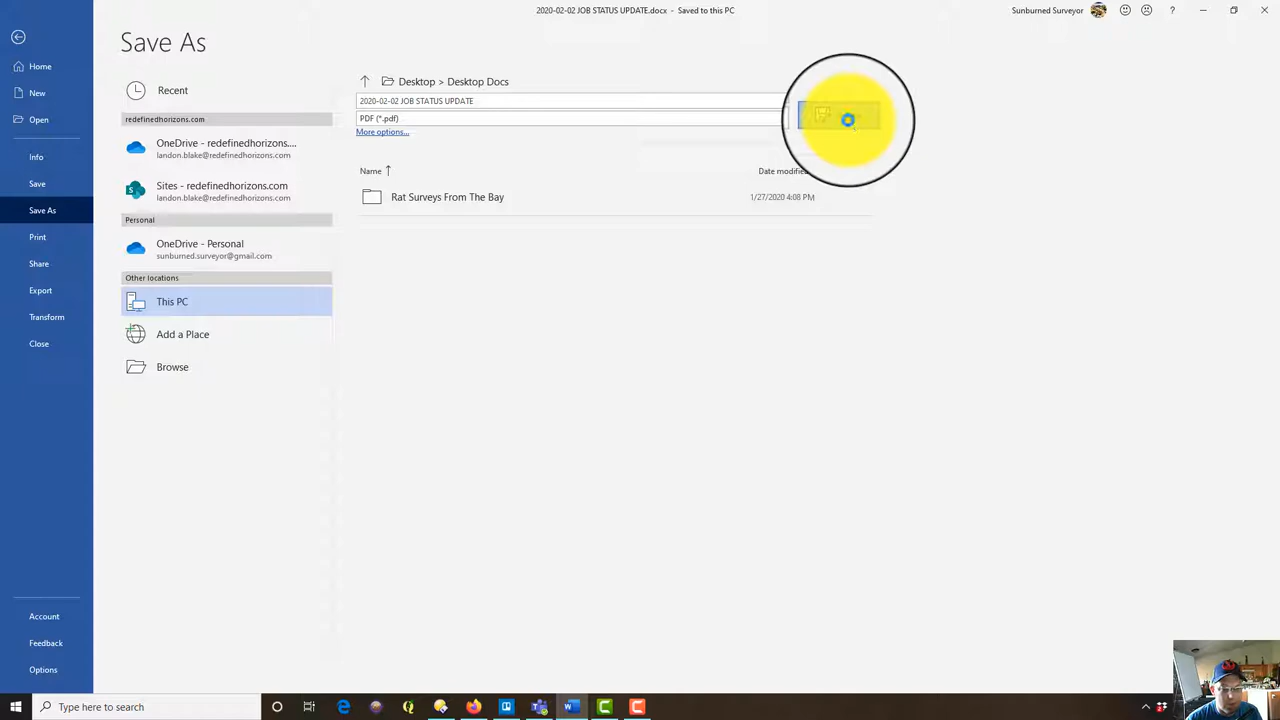 2020-02-02 JOB STATUS UPDATE.docx - Saved to this PC
Sunburned Surveyor
?
Save As
Home
New
Open
Info
Save
Save As
Print
Share
Export
Transform
Close
Account
Feedback
Options
Recent
redefinedhorizons.com
OneDrive - redefinedhorizons....
landon.blake@redefinedhorizons.com
Sites - redefinedhorizons.com
landon.blake@redefinedhorizons.com
Personal
OneDrive - Personal
sunburned.surveyor@gmail.com
Other locations
This PC
Add a Place
Browse
Desktop > Desktop Docs
2020-02-02 JOB STATUS UPDATE
PDF (*.pdf)
More options...
Name
Date modified
Rat Surveys From The Bay
1/27/2020 4:08 PM
Type here to search